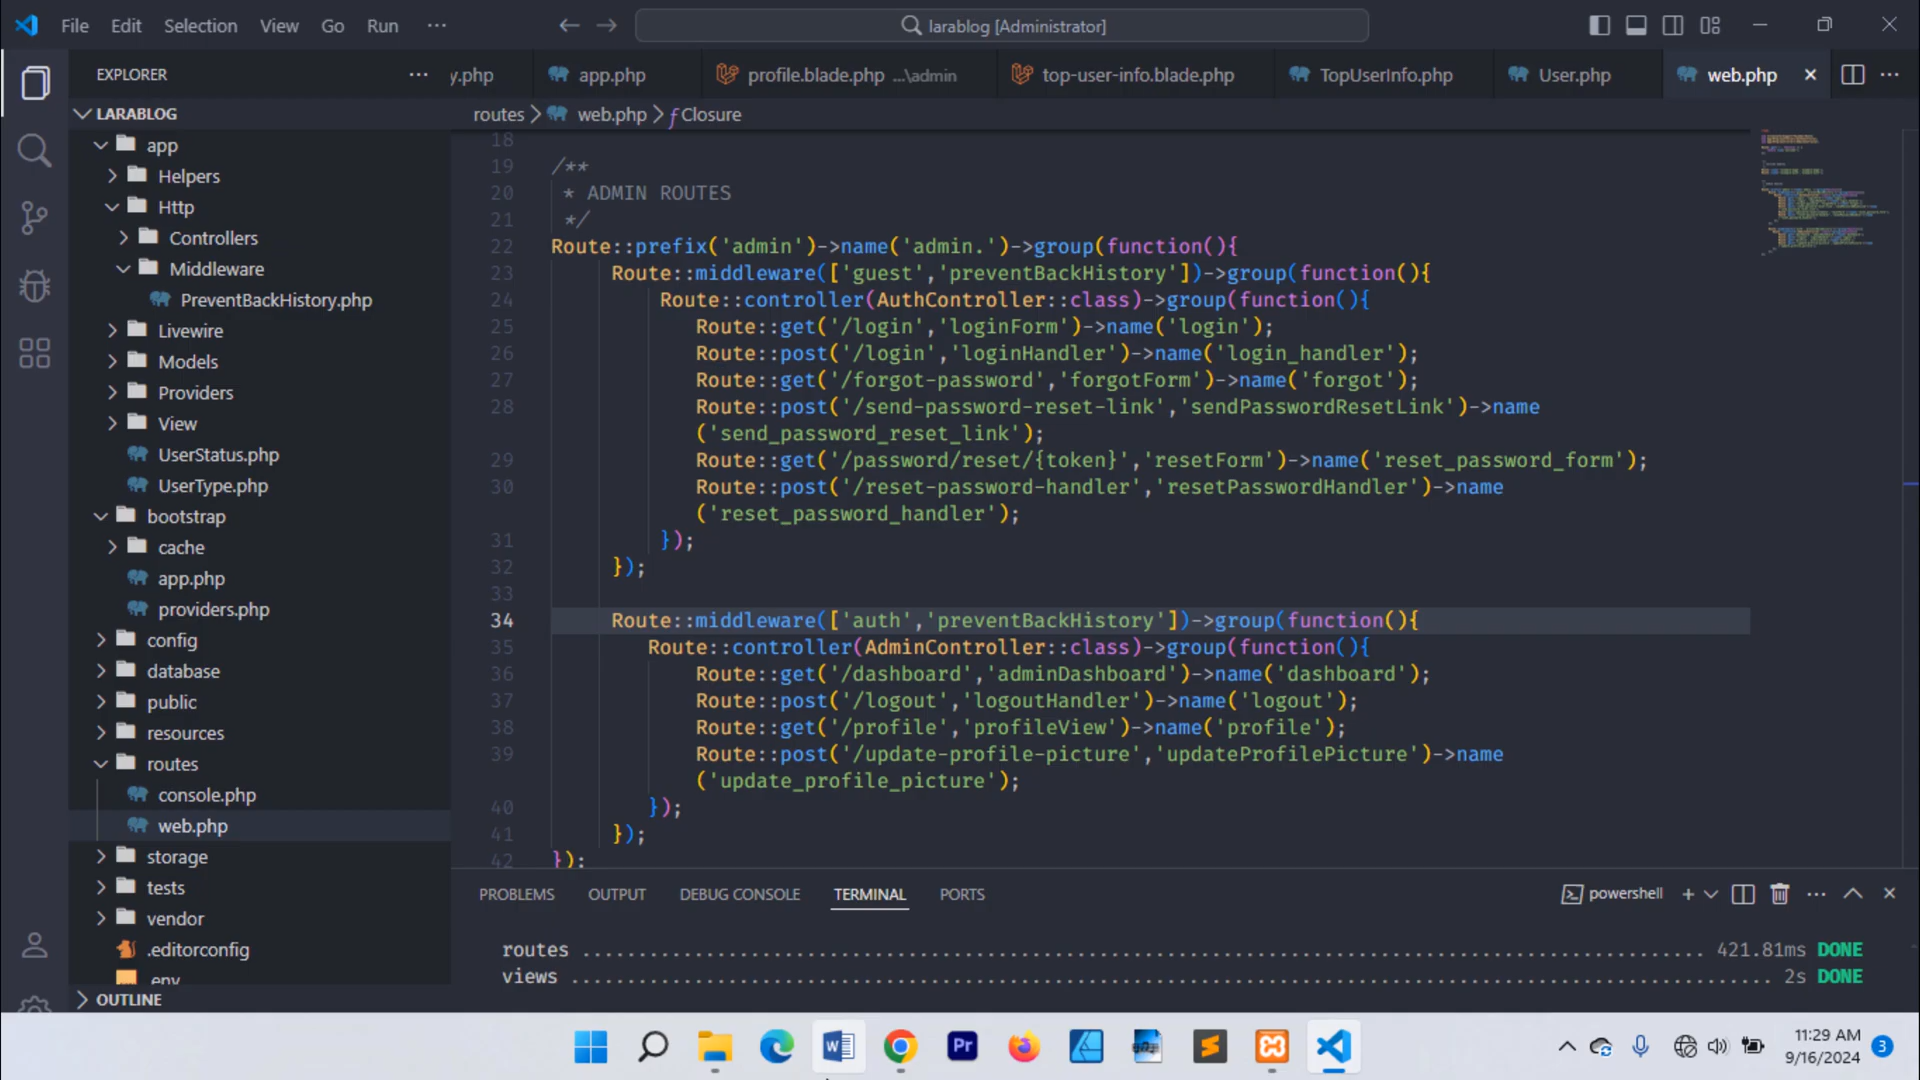 File Edit Selection View Go Run ···
larablog [Administrator]
EXPLORER ···
y.php app.php profile.blade.php ...\admin top-user-info.blade.php TopUserInfo.php User.php web.php
routes > web.php > Closure
LARABLOG
app
Helpers
Http
Controllers
Middleware
PreventBackHistory.php
Livewire
Models
Providers
View
UserStatus.php
UserType.php
bootstrap
cache
app.php
providers.php
config
database
public
resources
routes
console.php
web.php
storage
tests
vendor
.editorconfig
.env
OUTLINE
18
19 /**
20 * ADMIN ROUTES
21 */
22 Route::prefix('admin')->name('admin.')->group(function(){
23 Route::middleware(['guest','preventBackHistory'])->group(function(){
24 Route::controller(AuthController::class)->group(function(){
25 Route::get('/login','loginForm')->name('login');
26 Route::post('/login','loginHandler')->name('login_handler');
27 Route::get('/forgot-password','forgotForm')->name('forgot');
28 Route::post('/send-password-reset-link','sendPasswordResetLink')->name
('send_password_reset_link');
29 Route::get('/password/reset/{token}','resetForm')->name('reset_password_form');
30 Route::post('/reset-password-handler','resetPasswordHandler')->name
('reset_password_handler');
31 });
32 });
33
34 Route::middleware(['auth','preventBackHistory'])->group(function(){
35 Route::controller(AdminController::class)->group(function(){
36 Route::get('/dashboard','adminDashboard')->name('dashboard');
37 Route::post('/logout','logoutHandler')->name('logout');
38 Route::get('/profile','profileView')->name('profile');
39 Route::post('/update-profile-picture','updateProfilePicture')->name
('update_profile_picture');
40 });
41 });
42 });
PROBLEMS OUTPUT DEBUG CONSOLE TERMINAL PORTS
powershell
routes ........................................................................ 421.81ms DONE
views ........................................................................ 2s DONE
Pr
11:29 AM
9/16/2024
3